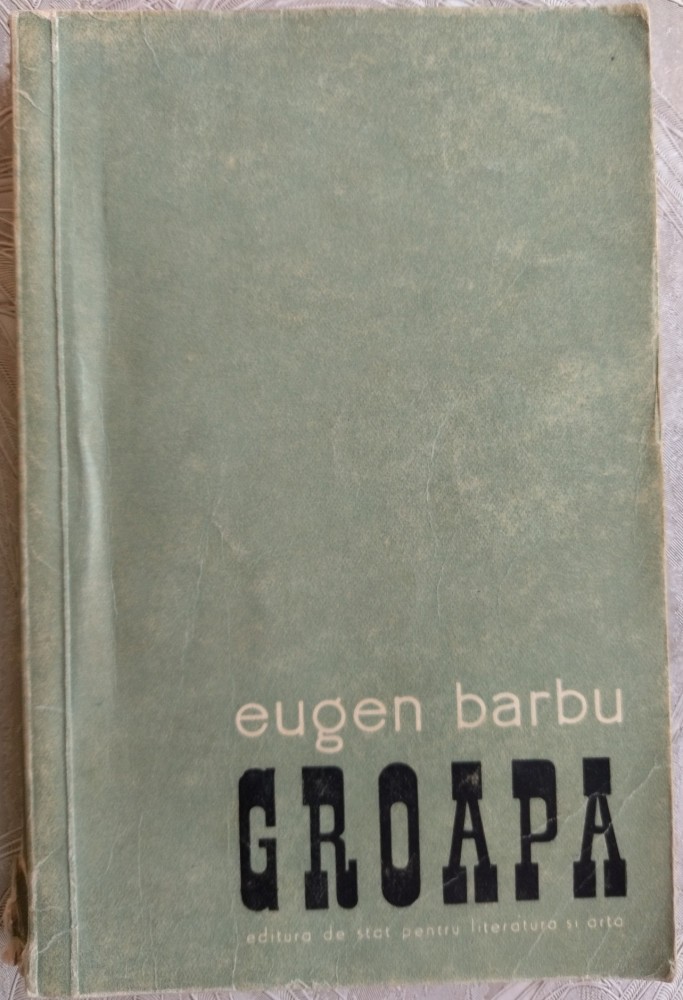 eugen barbu
GROAPA
editura de stat pentru literatura si arta